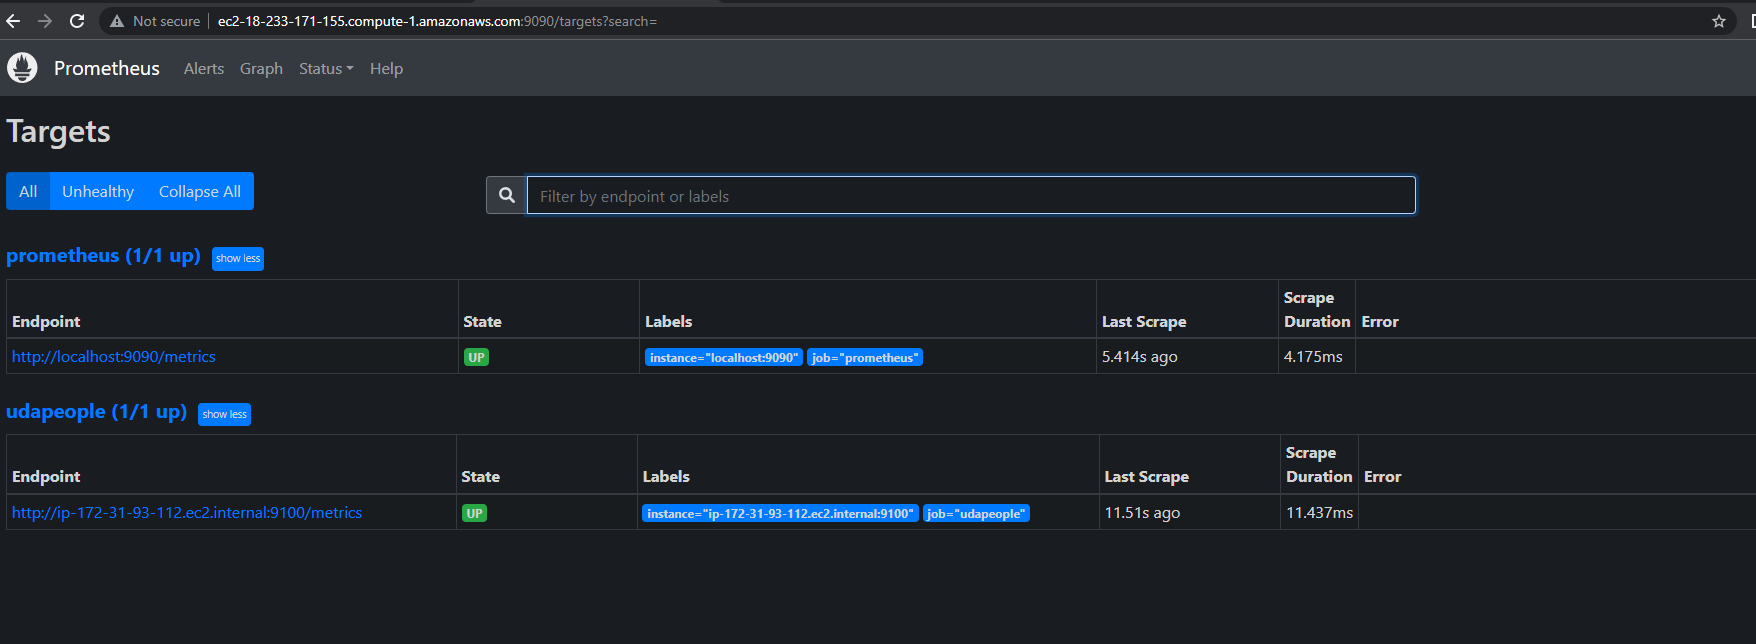 Not secure ec2-18-233-171-155.compute-1.amazonaws.com:9090/targets?search=
Prometheus Alerts Graph Status Help
Targets
All Unhealthy Collapse All Filter by endpoint or labels
prometheus (1/1 up) show less
Endpoint State Labels Last Scrape Scrape Duration Error
http://localhost:9090/metrics UP instance="localhost:9090" job="prometheus" 5.414s ago 4.175ms
udapeople (1/1 up) show less
Endpoint State Labels Last Scrape Scrape Duration Error
http://ip-172-31-93-112.ec2.internal:9100/metrics UP instance="ip-172-31-93-112.ec2.internal:9100" job="udapeople" 11.51s ago 11.437ms